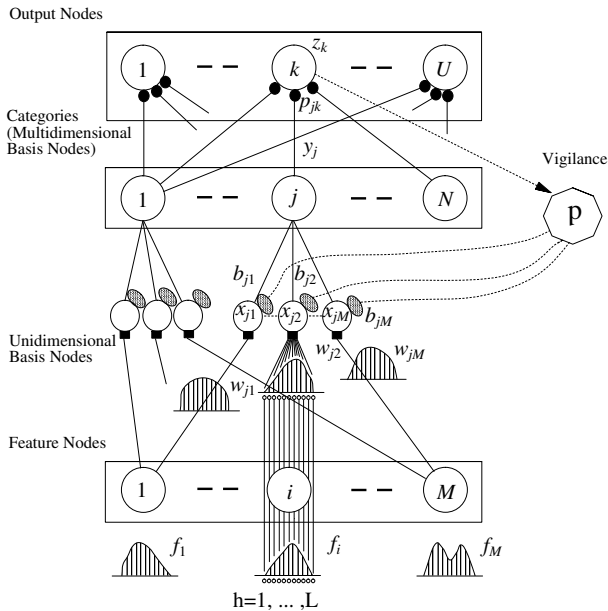 Output Nodes
z_k
1
k
U
p_jk
Categories
(Multidimensional
Basis Nodes)
y_j
Vigilance
1
j
N
p
b_j1
b_j2
x_j1
x_j2
x_jM
b_jM
Unidimensional
Basis Nodes
w_j2
w_jM
w_j1
Feature Nodes
1
i
M
f_1
f_i
f_M
h=1, ... ,L